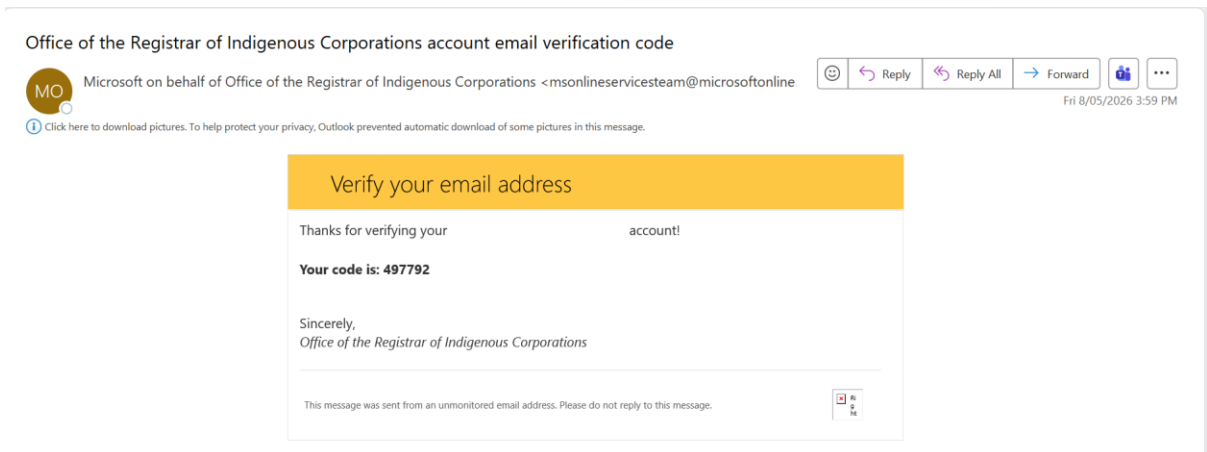 Office of the Registrar of Indigenous Corporations account email verification code
MO
Microsoft on behalf of Office of the Registrar of Indigenous Corporations <msonlineservicesteam@microsoftonline
Reply
Reply All
Forward
Fri 8/05/2026 3:59 PM
Click here to download pictures. To help protect your privacy, Outlook prevented automatic download of some pictures in this message.
Verify your email address
Thanks for verifying your account!
Your code is: 497792
Sincerely,
Office of the Registrar of Indigenous Corporations
This message was sent from an unmonitored email address. Please do not reply to this message.